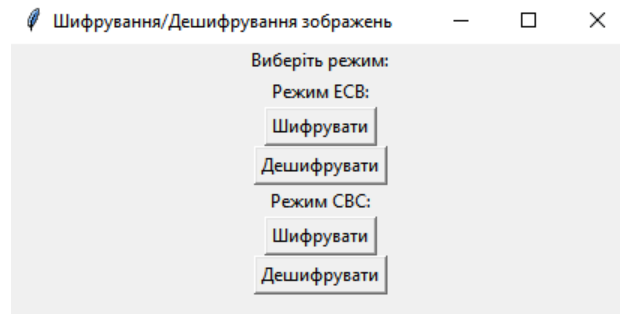 Шифрування/Дешифрування зображень
Виберіть режим:
Режим ECB:
Шифрувати
Дешифрувати
Режим CBC:
Шифрувати
Дешифрувати